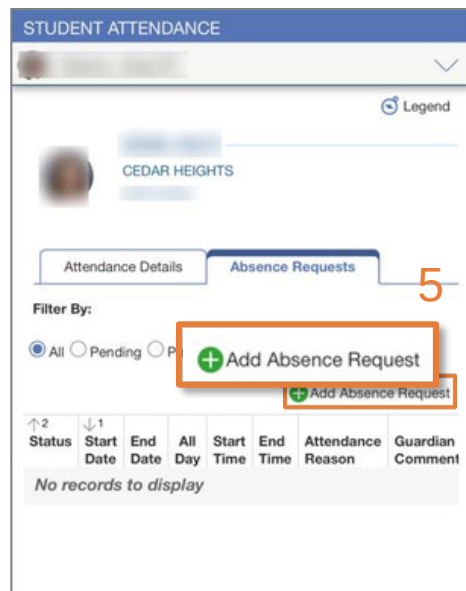 STUDENT ATTENDANCE
Legend
CEDAR HEIGHTS
Attendance Details
Absence Requests
5
Filter By:
All
Pending
Add Absence Request
Add Absence Request
↑2 ↓1
Status Start End All Start End Attendance Guardian
Date Date Day Time Time Reason Comment
No records to display